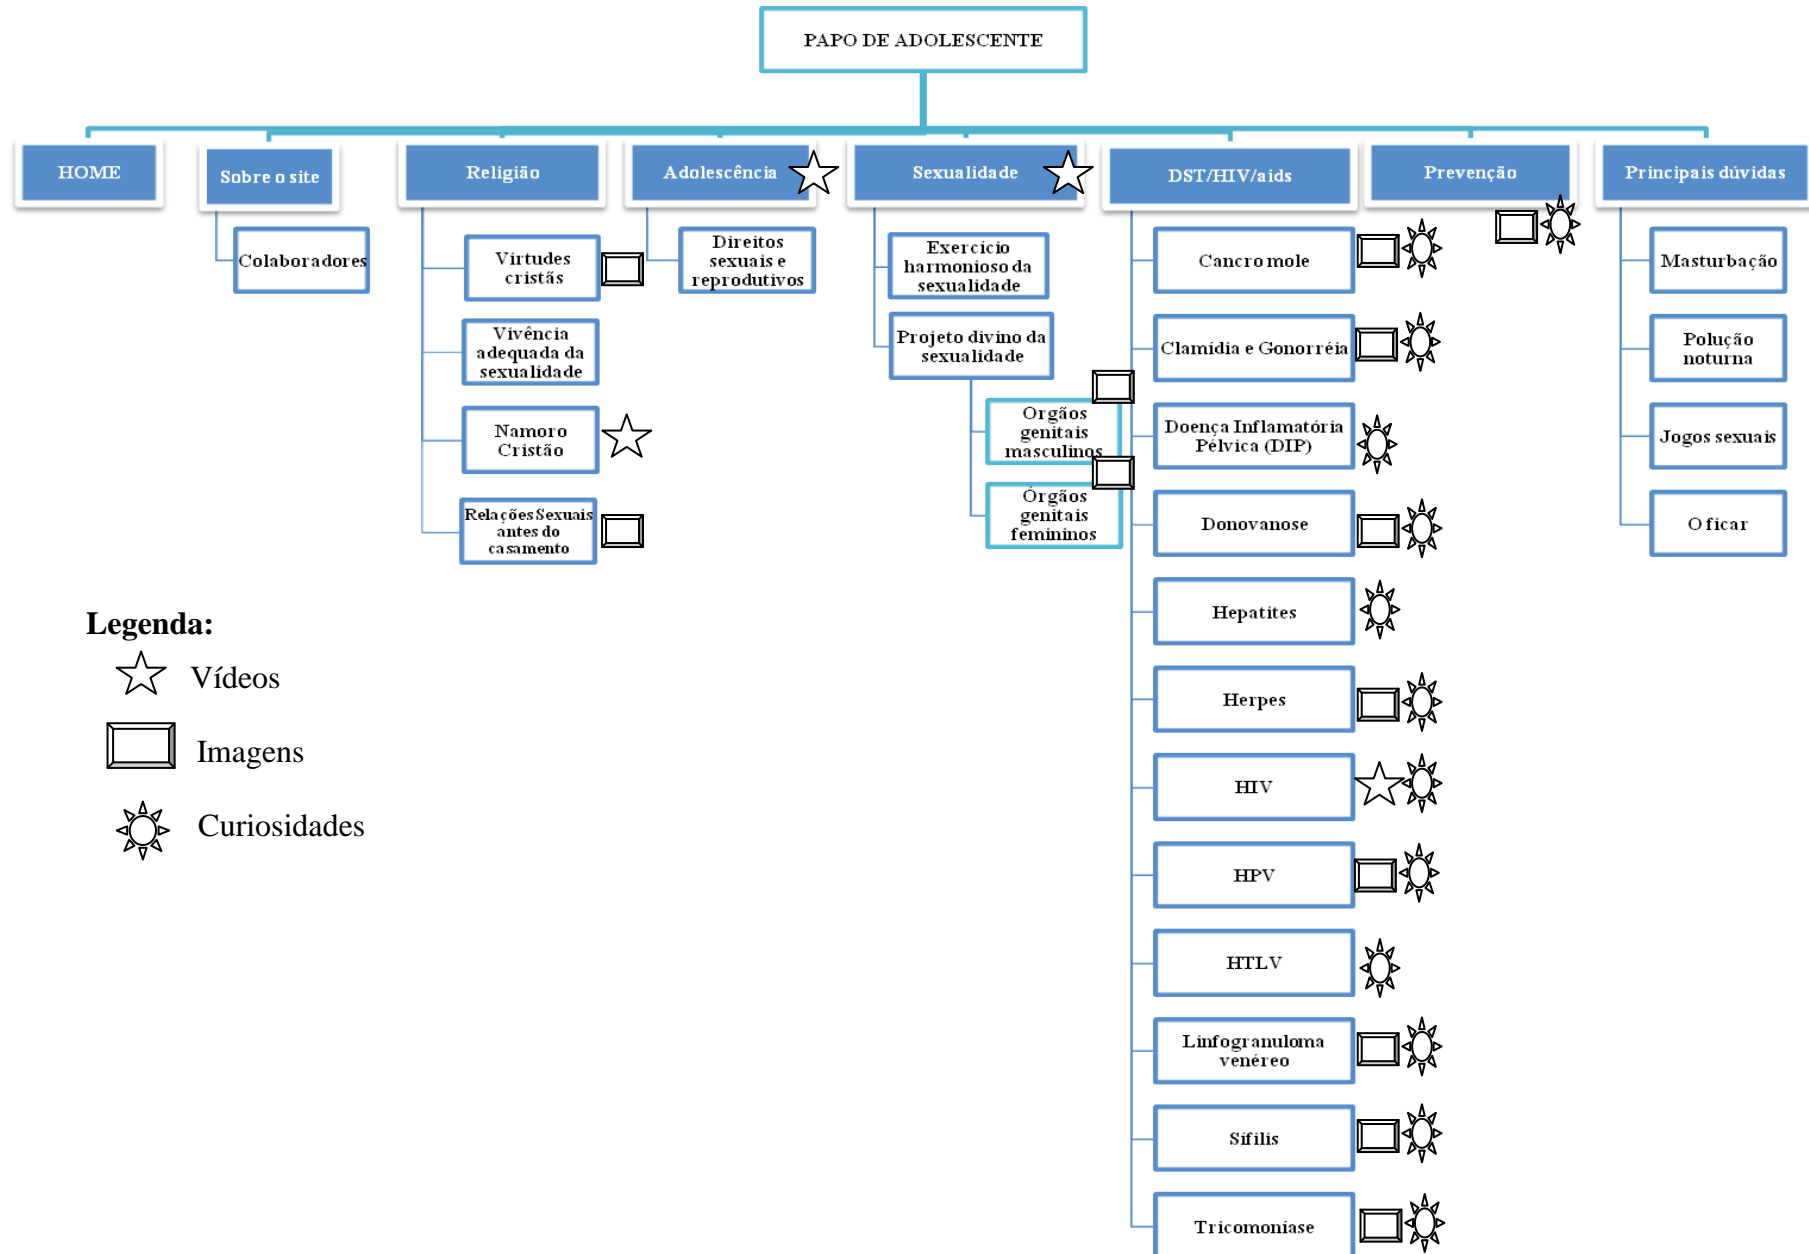 PAPO DE ADOLESCENTE
HOME
Sobre o site
Colaboradores
Religião
Virtudes
cristãs
Vivência
adequada da
sexualidade
Namoro
Cristão
Relações Sexuais
antes do
casamento
Adolescência
Direitos
sexuais e
reprodutivos
Sexualidade
Exercício
harmonioso da
sexualidade
Projeto divino da
sexualidade
Orgãos
genitais
masculinos
Órgãos
genitais
femininos
DST/HIV/aids
Cancro mole
Clamídia e Gonorréia
Doença Inflamatória
Pélvica (DIP)
Donovanose
Hepatites
Herpes
HIV
HPV
HTLV
Linfogranuloma
venéreo
Sífilis
Tricomoníase
Prevenção
Principais dúvidas
Masturbação
Polução
noturna
Jogos sexuais
O ficar
Legenda:
Vídeos
Imagens
Curiosidades